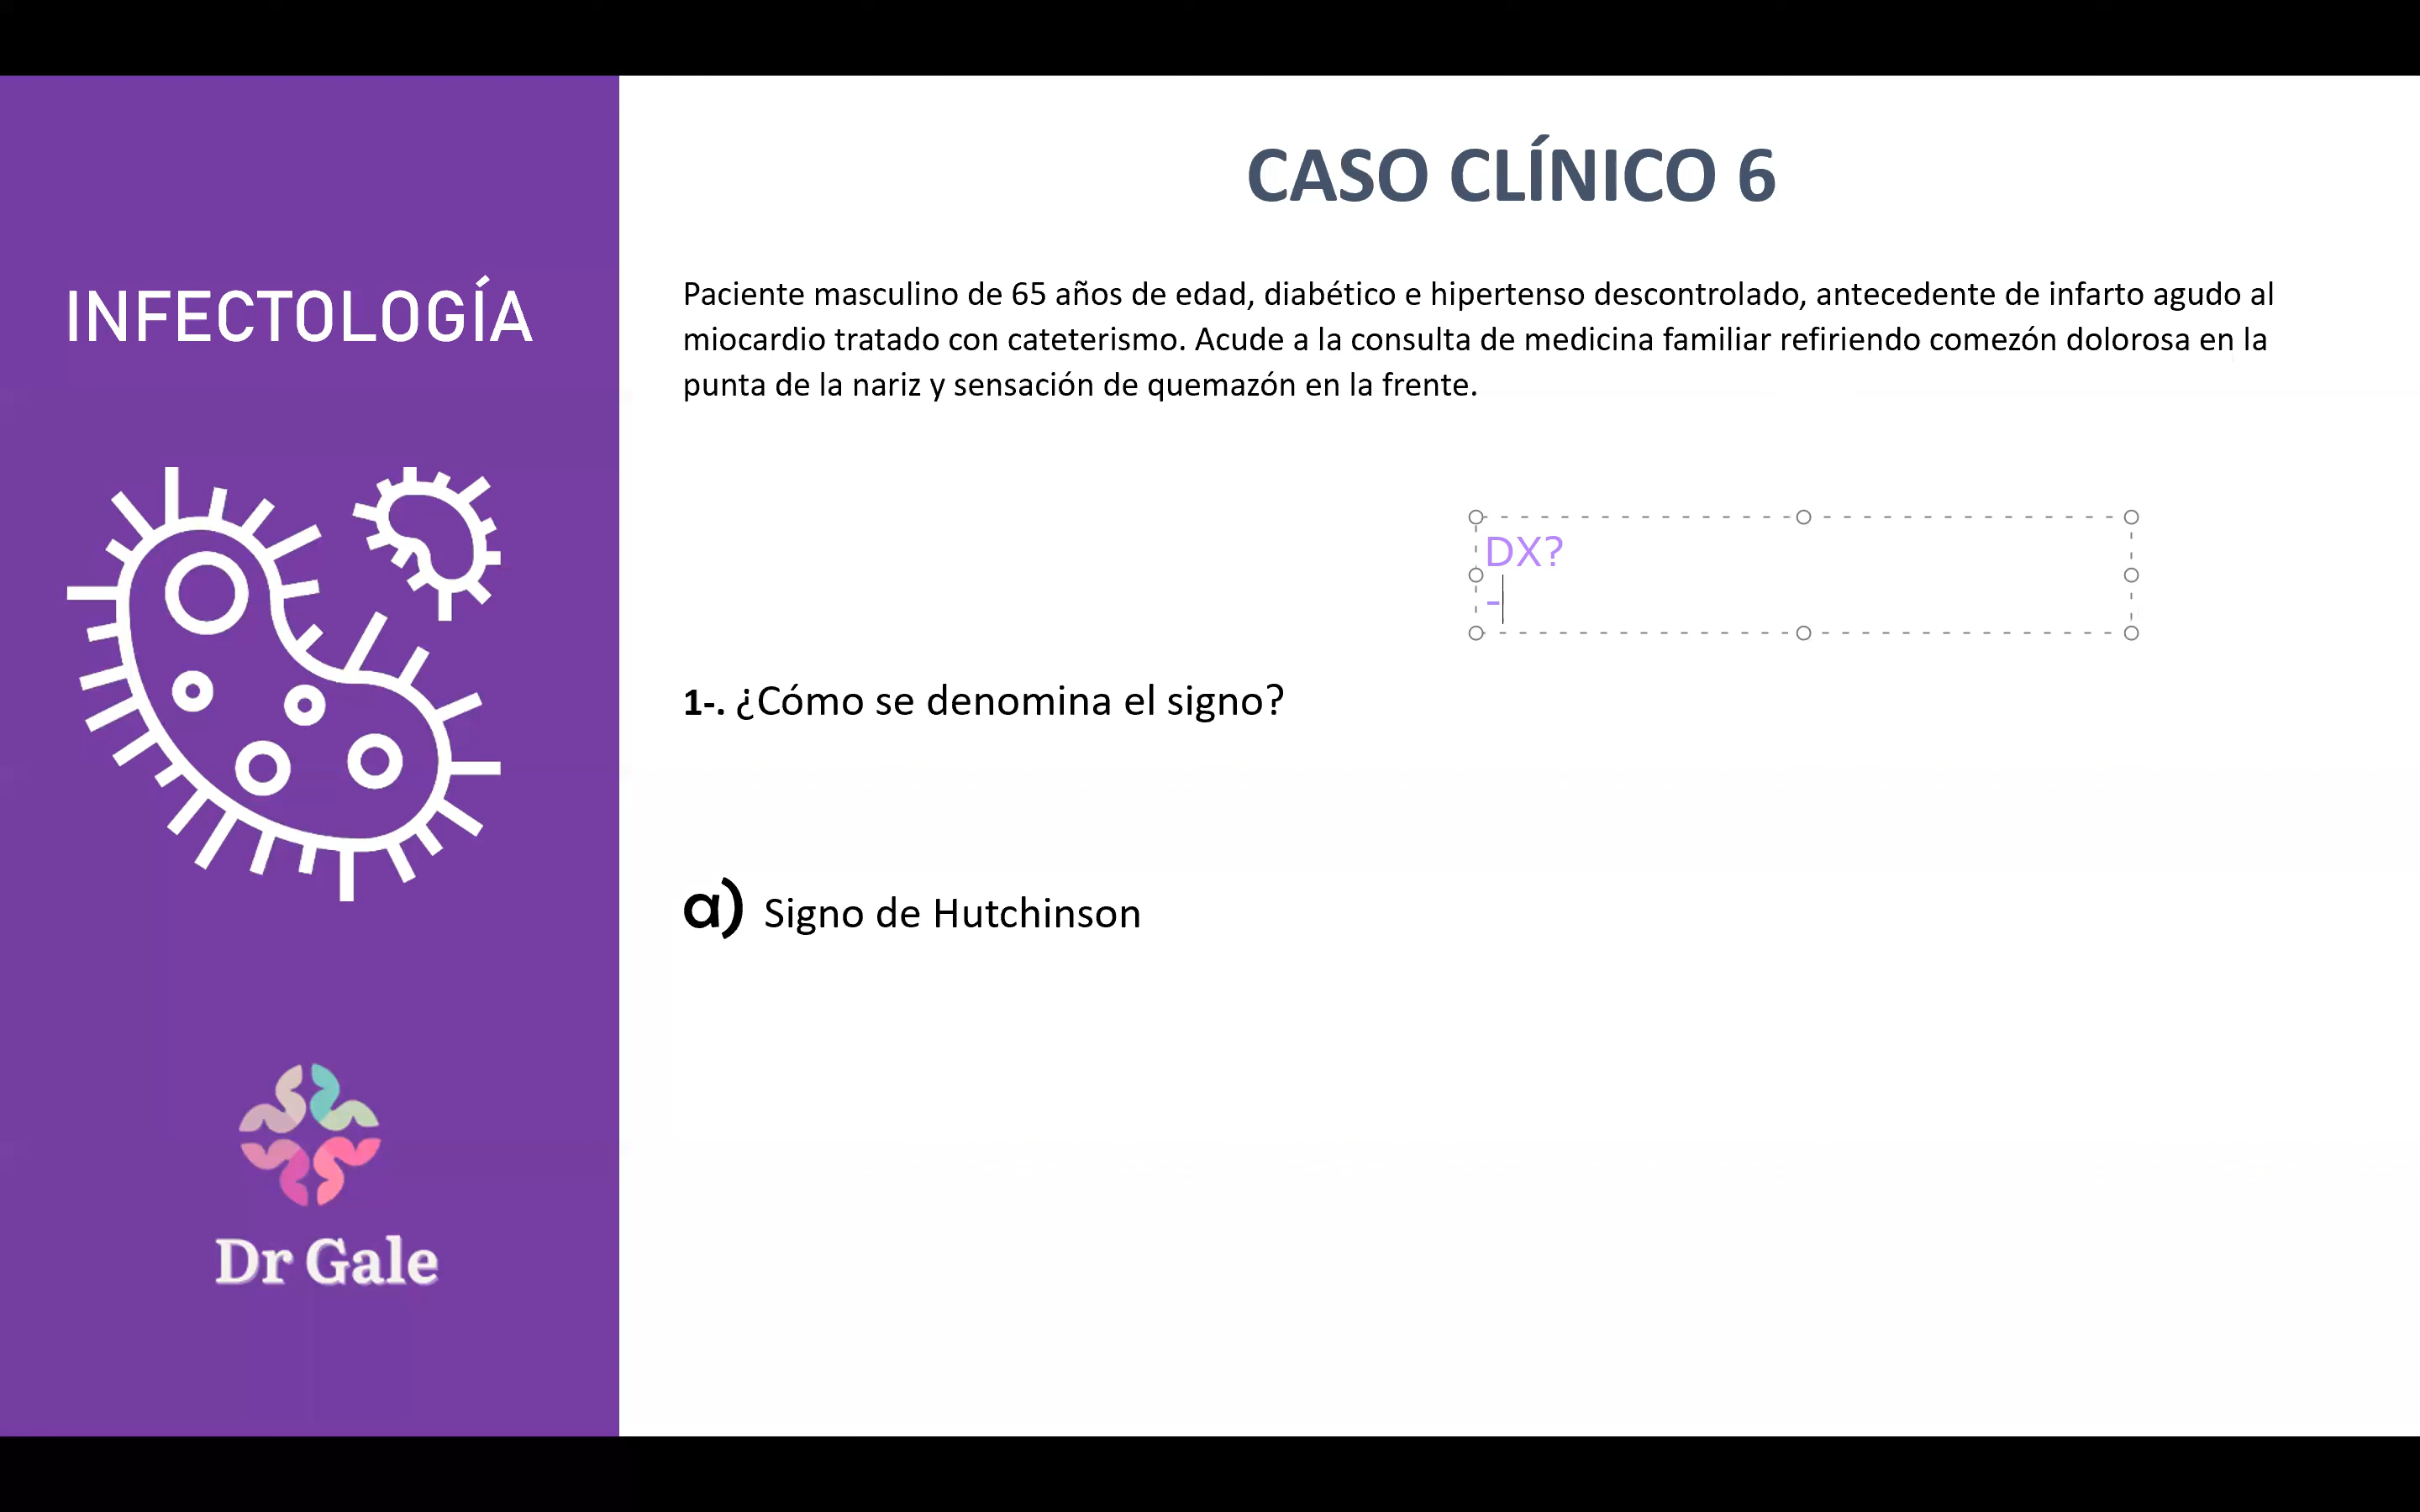 INFECTOLOGÍA
Dr Gale
CASO CLÍNICO 6
Paciente masculino de 65 años de edad, diabético e hipertenso descontrolado, antecedente de infarto agudo al
miocardio tratado con cateterismo. Acude a la consulta de medicina familiar refiriendo comezón dolorosa en la
punta de la nariz y sensación de quemazón en la frente.
DX?
-
1-. ¿Cómo se denomina el signo?
a) Signo de Hutchinson